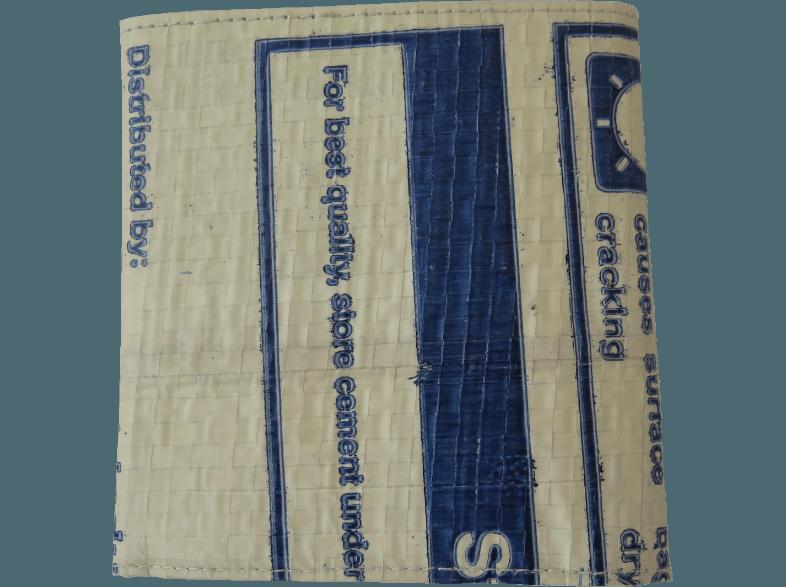 causes surface
cracking
dry
S
For best quality, store cement under
Distributed by: